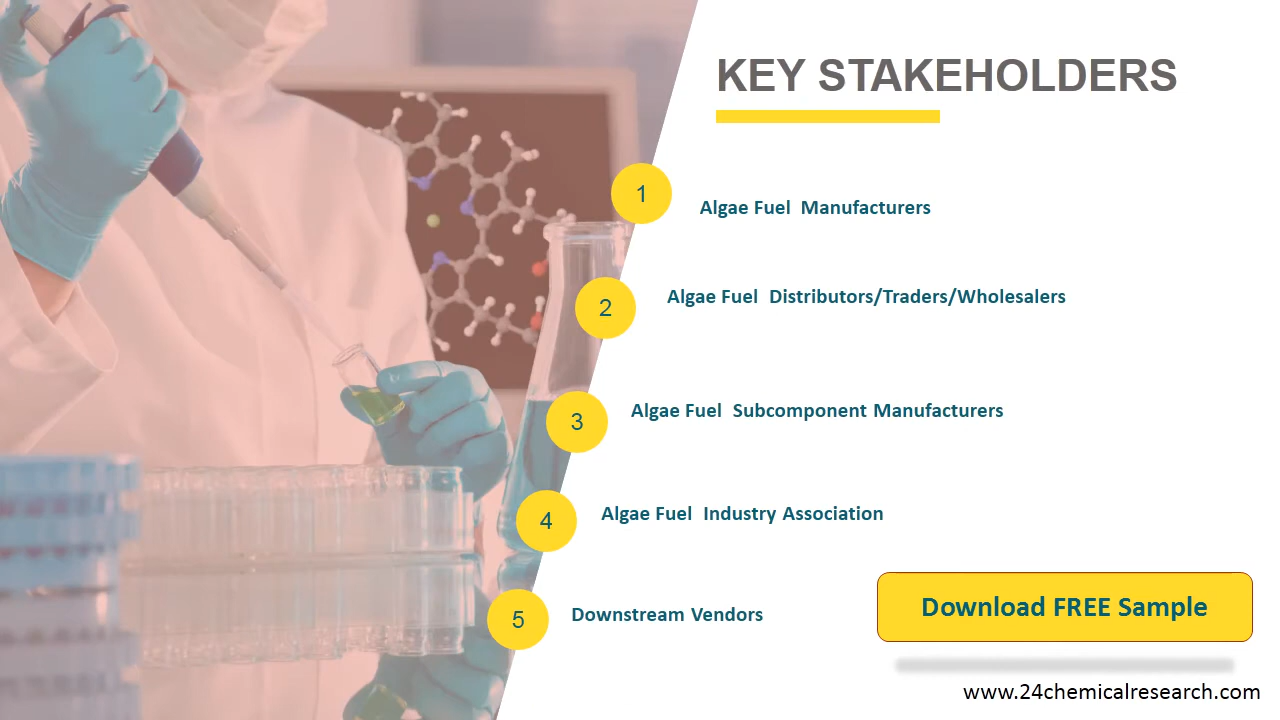 KEY STAKEHOLDERS
1
Algae Fuel  Manufacturers
2
Algae Fuel  Distributors/Traders/Wholesalers
3
Algae Fuel  Subcomponent Manufacturers
4
Algae Fuel  Industry Association
5
Downstream Vendors
Download FREE Sample
www.24chemicalresearch.com